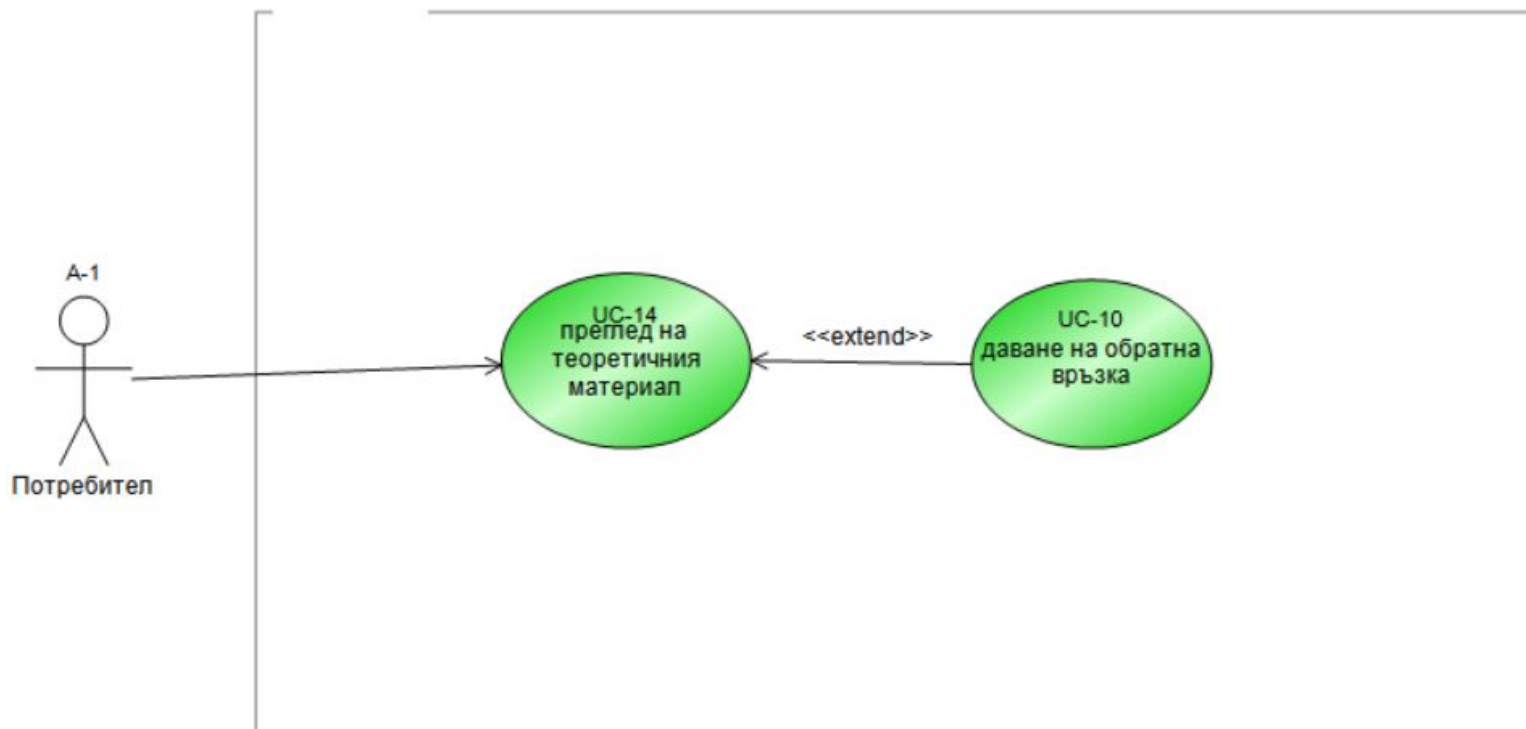 A-1
Потребител
UC-14
преглед на
теоретичния
материал
<<extend>>
UC-10
даване на обратна
връзка